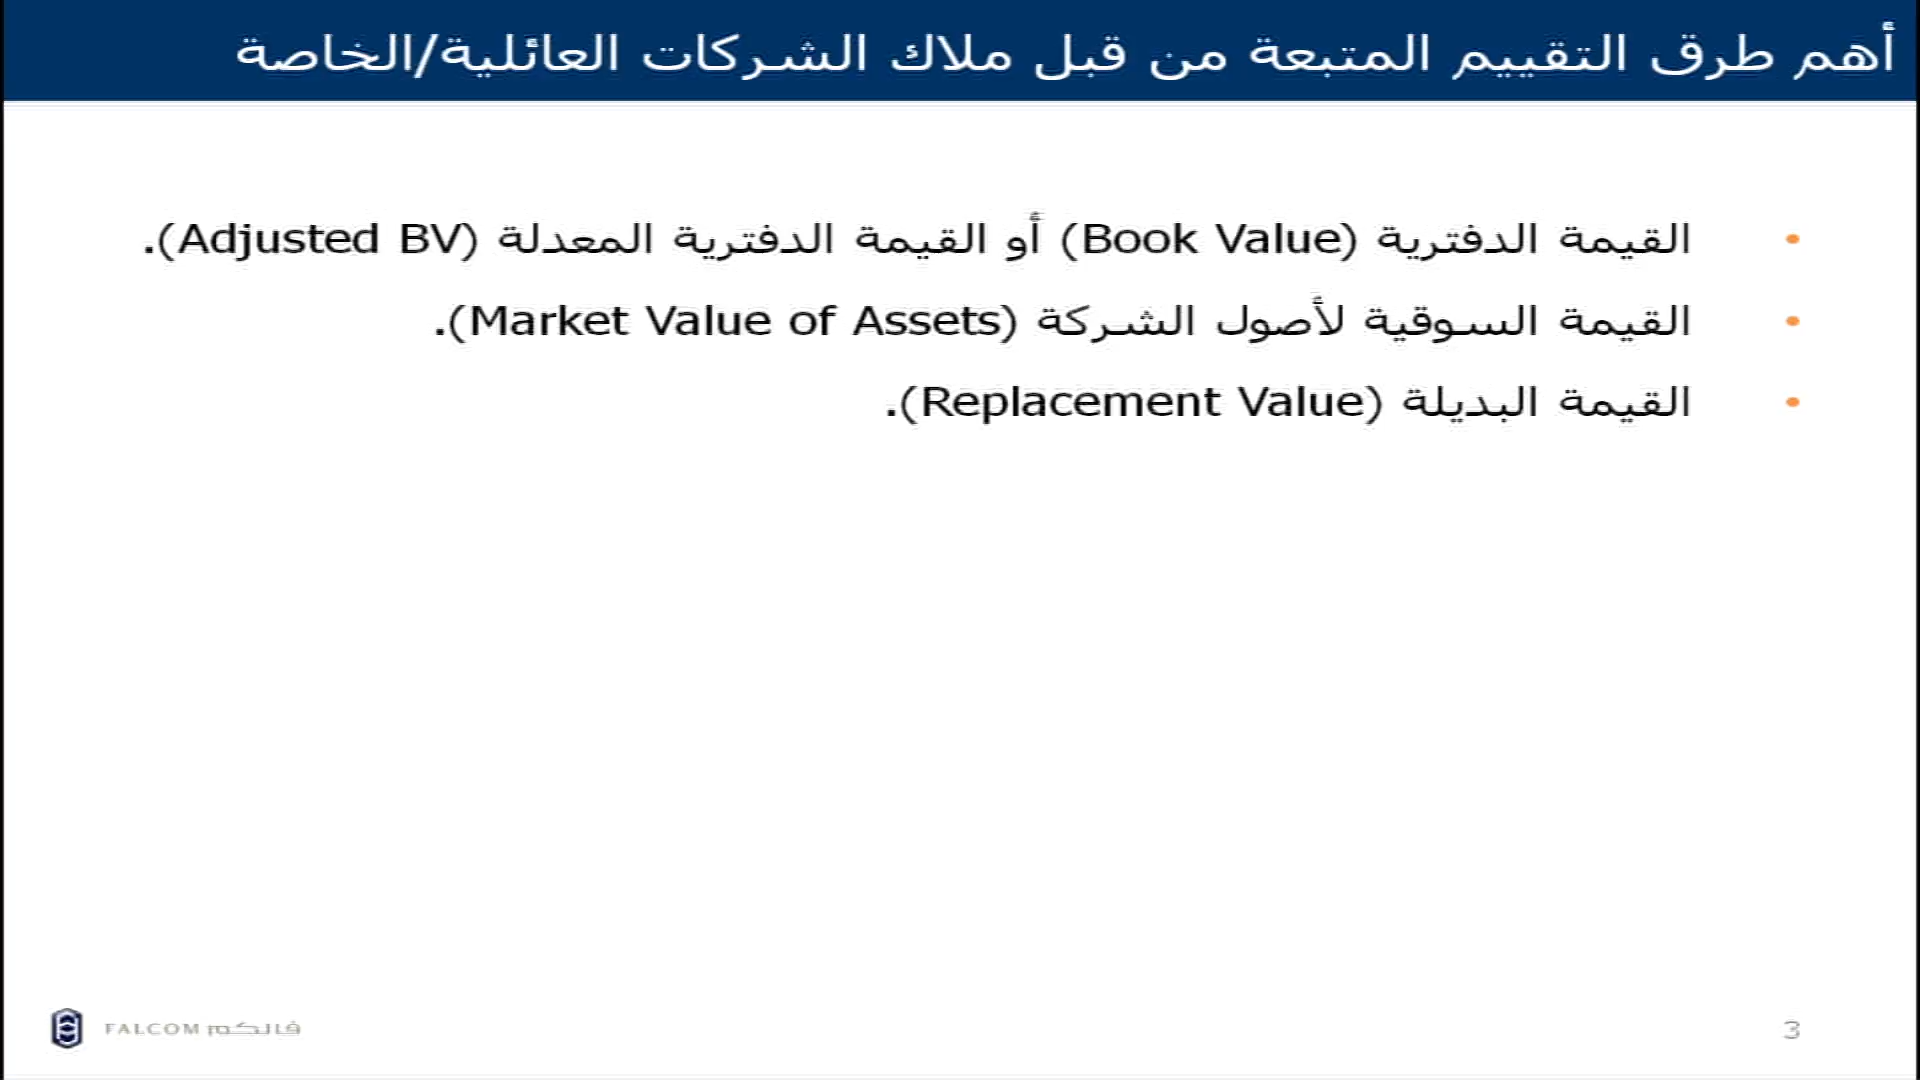 أهم طرق التقييم المتبعة من قبل ملاك الشركات العائلية/الخاصة
• القيمة الدفترية (Book Value) أو القيمة الدفترية المعدلة (Adjusted BV).
• القيمة السوقية لأصول الشركة (Market Value of Assets).
• القيمة البديلة (Replacement Value).
FALCOM فالكم
3